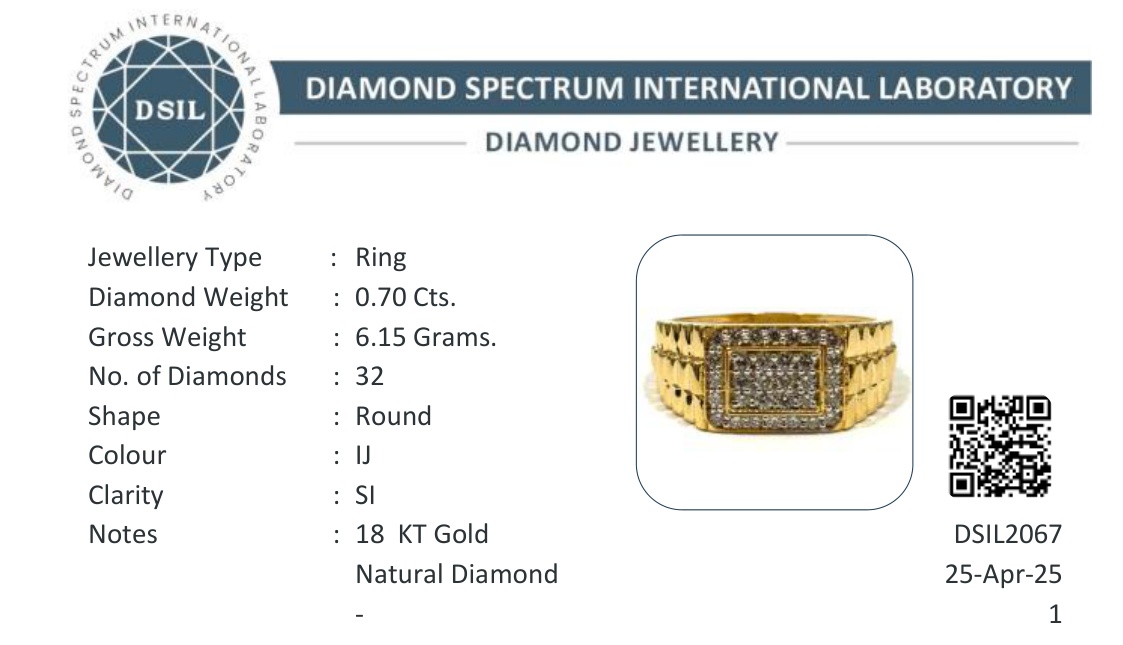 DIAMOND SPECTRUM INTERNATIONAL LABORATORY
DSIL
DIAMOND SPECTRUM INTERNATIONAL LABORATORY
DIAMOND JEWELLERY
Jewellery Type : Ring
Diamond Weight : 0.70 Cts.
Gross Weight : 6.15 Grams.
No. of Diamonds : 32
Shape : Round
Colour : IJ
Clarity : SI
Notes : 18 KT Gold
Natural Diamond
-
DSIL2067
25-Apr-25
1